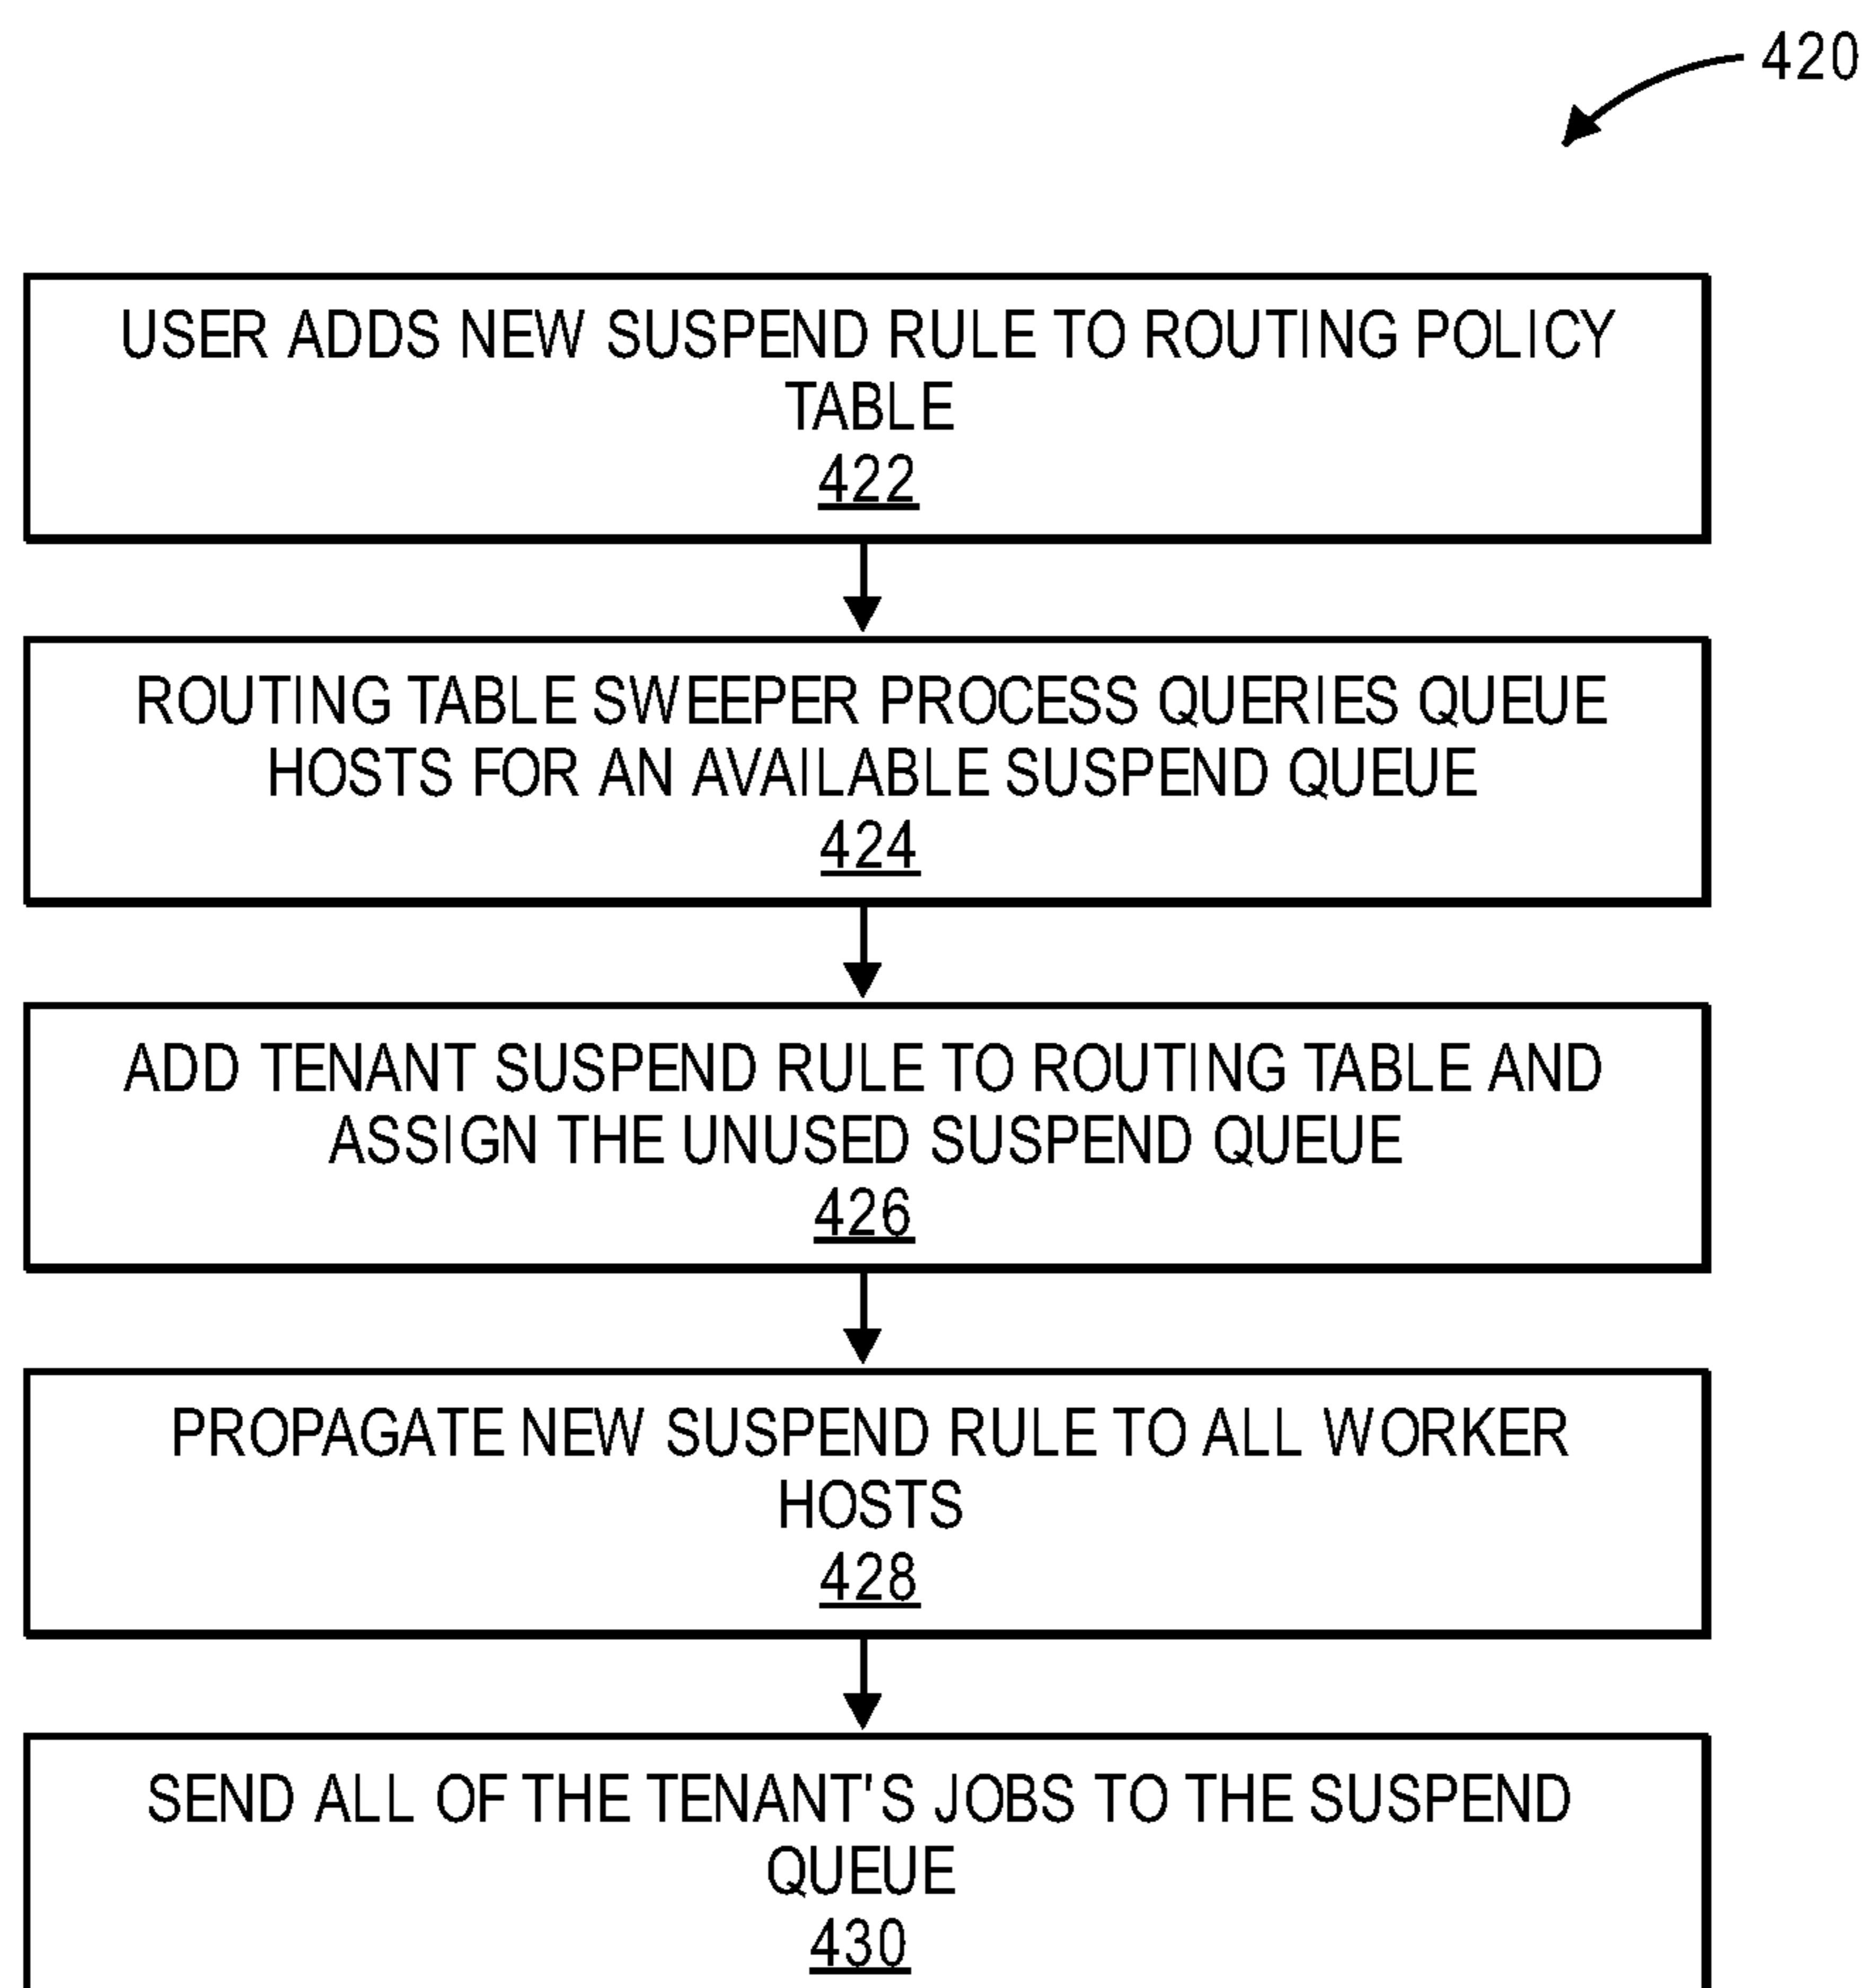 420
USER ADDS NEW SUSPEND RULE TO ROUTING POLICY
TABLE
422
ROUTING TABLE SWEEPER PROCESS QUERIES QUEUE
HOSTS FOR AN AVAILABLE SUSPEND QUEUE
424
ADD TENANT SUSPEND RULE TO ROUTING TABLE AND
ASSIGN THE UNUSED SUSPEND QUEUE
426
PROPAGATE NEW SUSPEND RULE TO ALL WORKER
HOSTS
428
SEND ALL OF THE TENANT'S JOBS TO THE SUSPEND
QUEUE
430